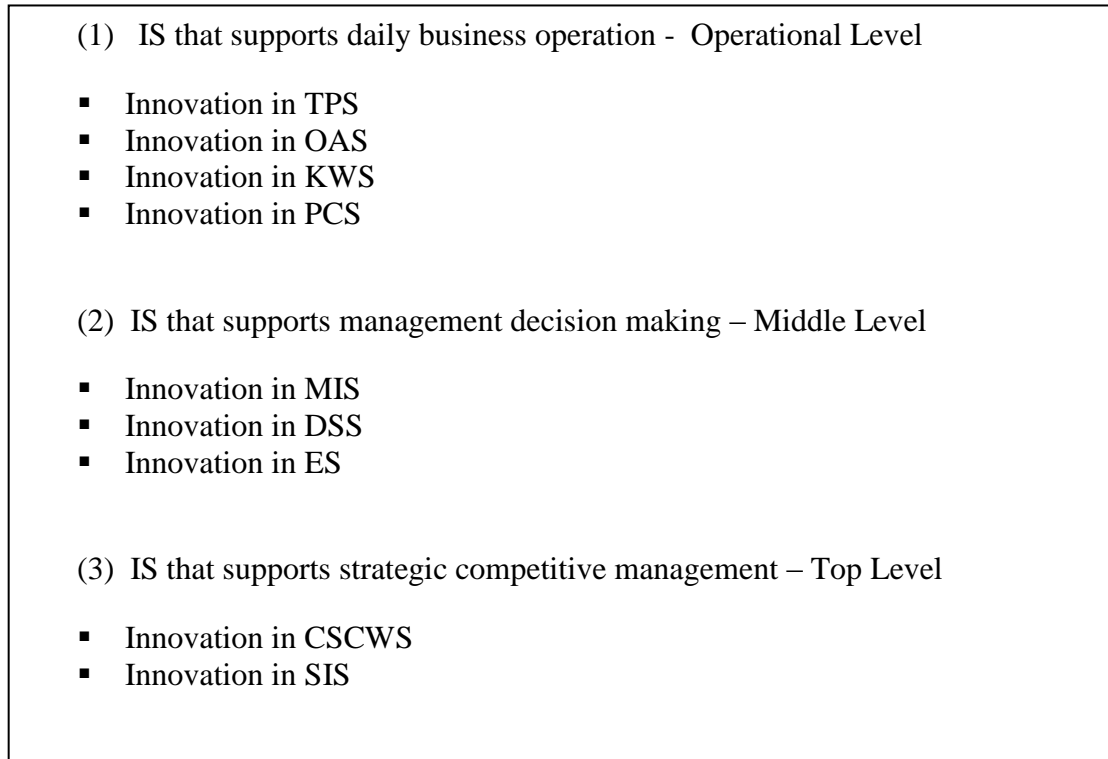 (1) IS that supports daily business operation - Operational Level
▪ Innovation in TPS
▪ Innovation in OAS
▪ Innovation in KWS
▪ Innovation in PCS
(2) IS that supports management decision making – Middle Level
▪ Innovation in MIS
▪ Innovation in DSS
▪ Innovation in ES
(3) IS that supports strategic competitive management – Top Level
▪ Innovation in CSCWS
▪ Innovation in SIS